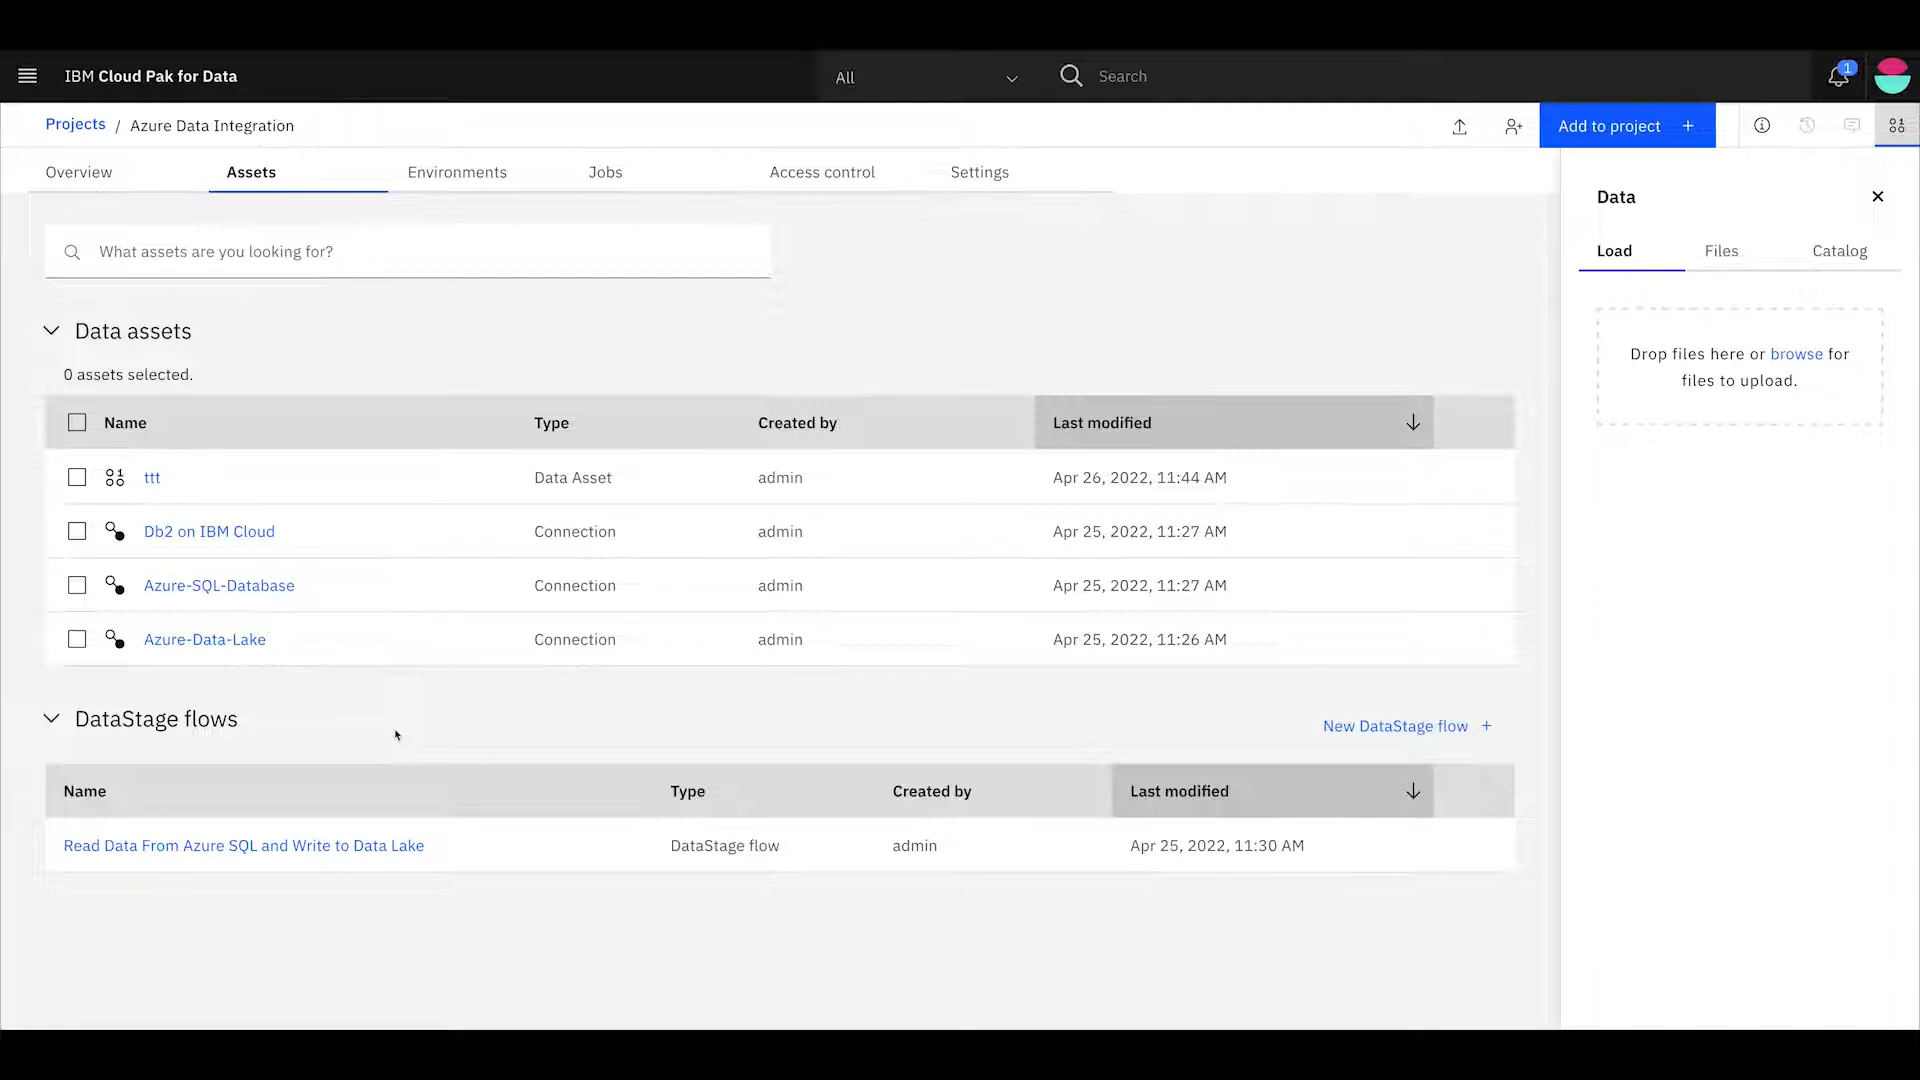 IBM Cloud Pak for Data
All
Search
1
Projects / Azure Data Integration
Add to project +
Overview
Assets
Environments
Jobs
Access control
Settings
What assets are you looking for?
Data assets
0 assets selected.
Name Type Created by Last modified
ttt Data Asset admin Apr 26, 2022, 11:44 AM
Db2 on IBM Cloud Connection admin Apr 25, 2022, 11:27 AM
Azure-SQL-Database Connection admin Apr 25, 2022, 11:27 AM
Azure-Data-Lake Connection admin Apr 25, 2022, 11:26 AM
DataStage flows
New DataStage flow +
Name Type Created by Last modified
Read Data From Azure SQL and Write to Data Lake DataStage flow admin Apr 25, 2022, 11:30 AM
Data
Load
Files
Catalog
Drop files here or browse for
files to upload.